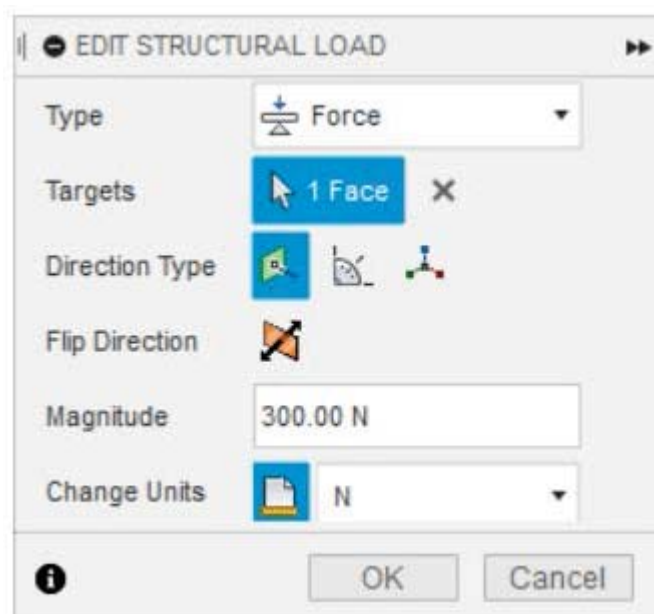 EDIT STRUCTURAL LOAD
Type Force
Targets 1 Face
Direction Type
Flip Direction
Magnitude 300.00 N
Change Units N
OK Cancel